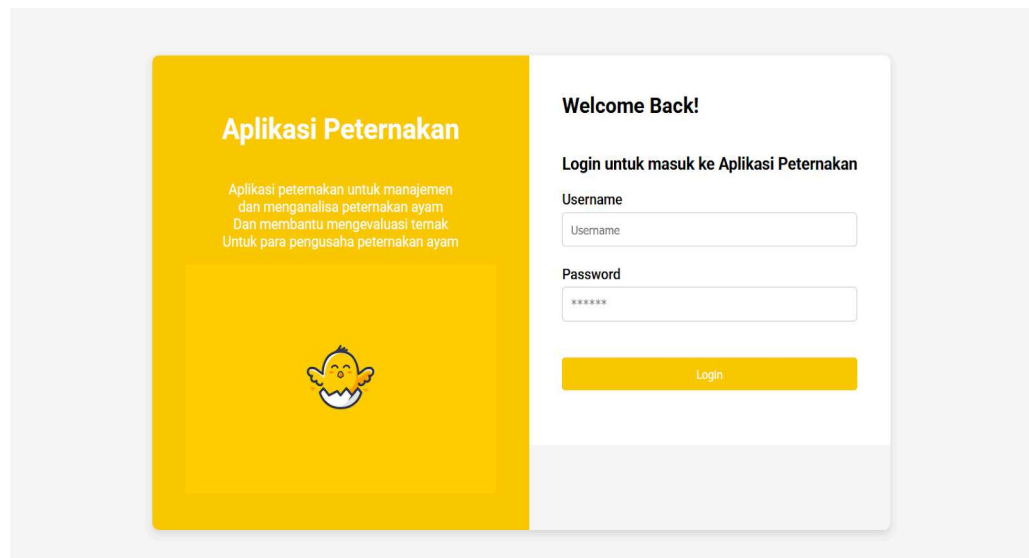 Aplikasi Peternakan
Aplikasi peternakan untuk manajemen
dan menganalisa peternakan ayam
Dan membantu mengevaluasi ternak
Untuk para pengusaha peternakan ayam
Welcome Back!
Login untuk masuk ke Aplikasi Peternakan
Username
Username
Password
******
Login